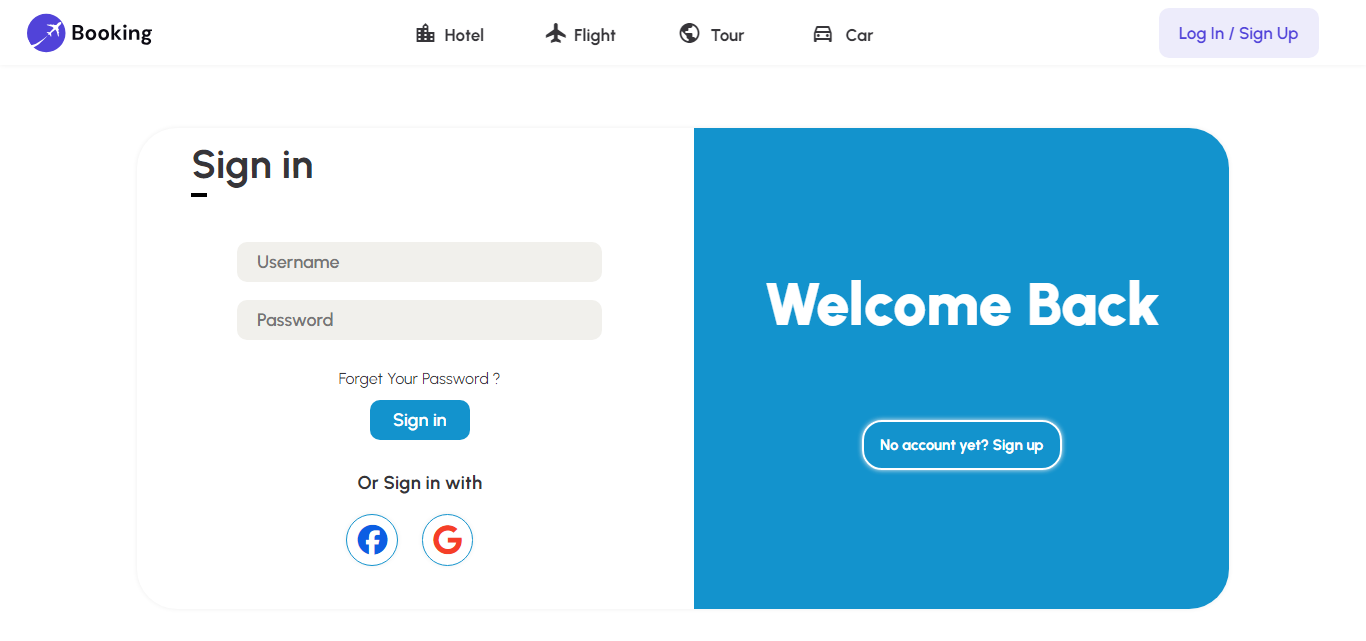 Booking
Hotel
Flight
Tour
Car
Log In / Sign Up
Sign in
Username
Password
Forget Your Password ?
Sign in
Or Sign in with
Welcome Back
No account yet? Sign up